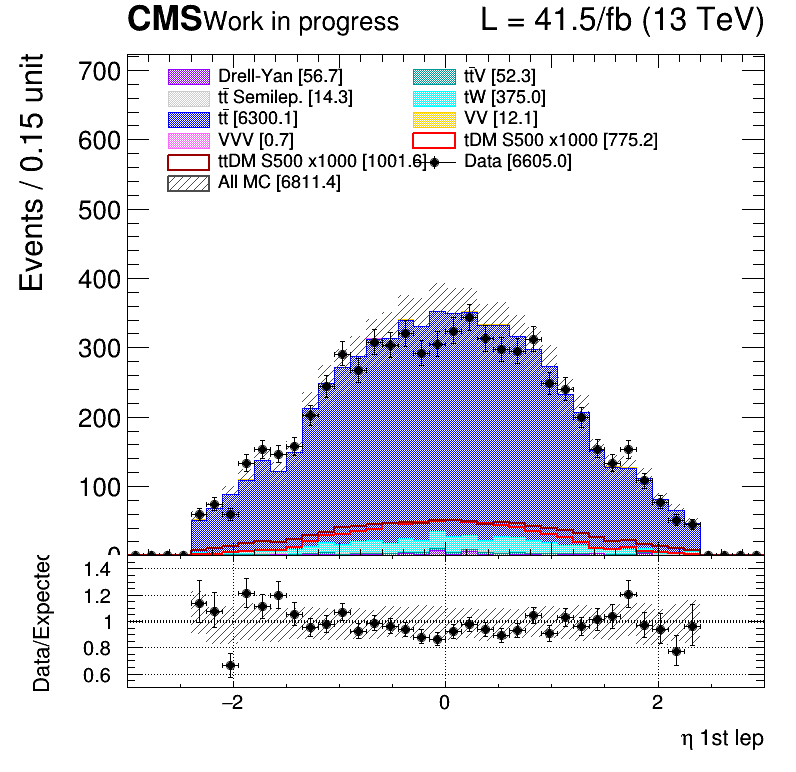 CMS Work in progress L = 41.5/fb (13 TeV)
Drell-Yan [56.7] tt̄V [52.3]
tt̄ Semilep. [14.3] tW [375.0]
tt̄ [6300.1] VV [12.1]
VVV [0.7] tDM S500 x1000 [775.2]
ttDM S500 x1000 [1001.6] Data [6605.0]
All MC [6811.4]
Events / 0.15 unit
700
600
500
400
300
200
100
0
Data/Expected
1.4
1.2
1
0.8
0.6
−2 0 2
η 1st lep